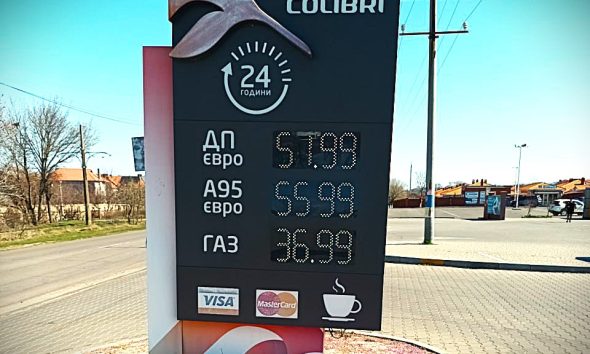 COLIBRI
24
ГОДИНИ
ДП 57.99
євро
А95 55.99
євро
ГАЗ 36.99
VISA MasterCard